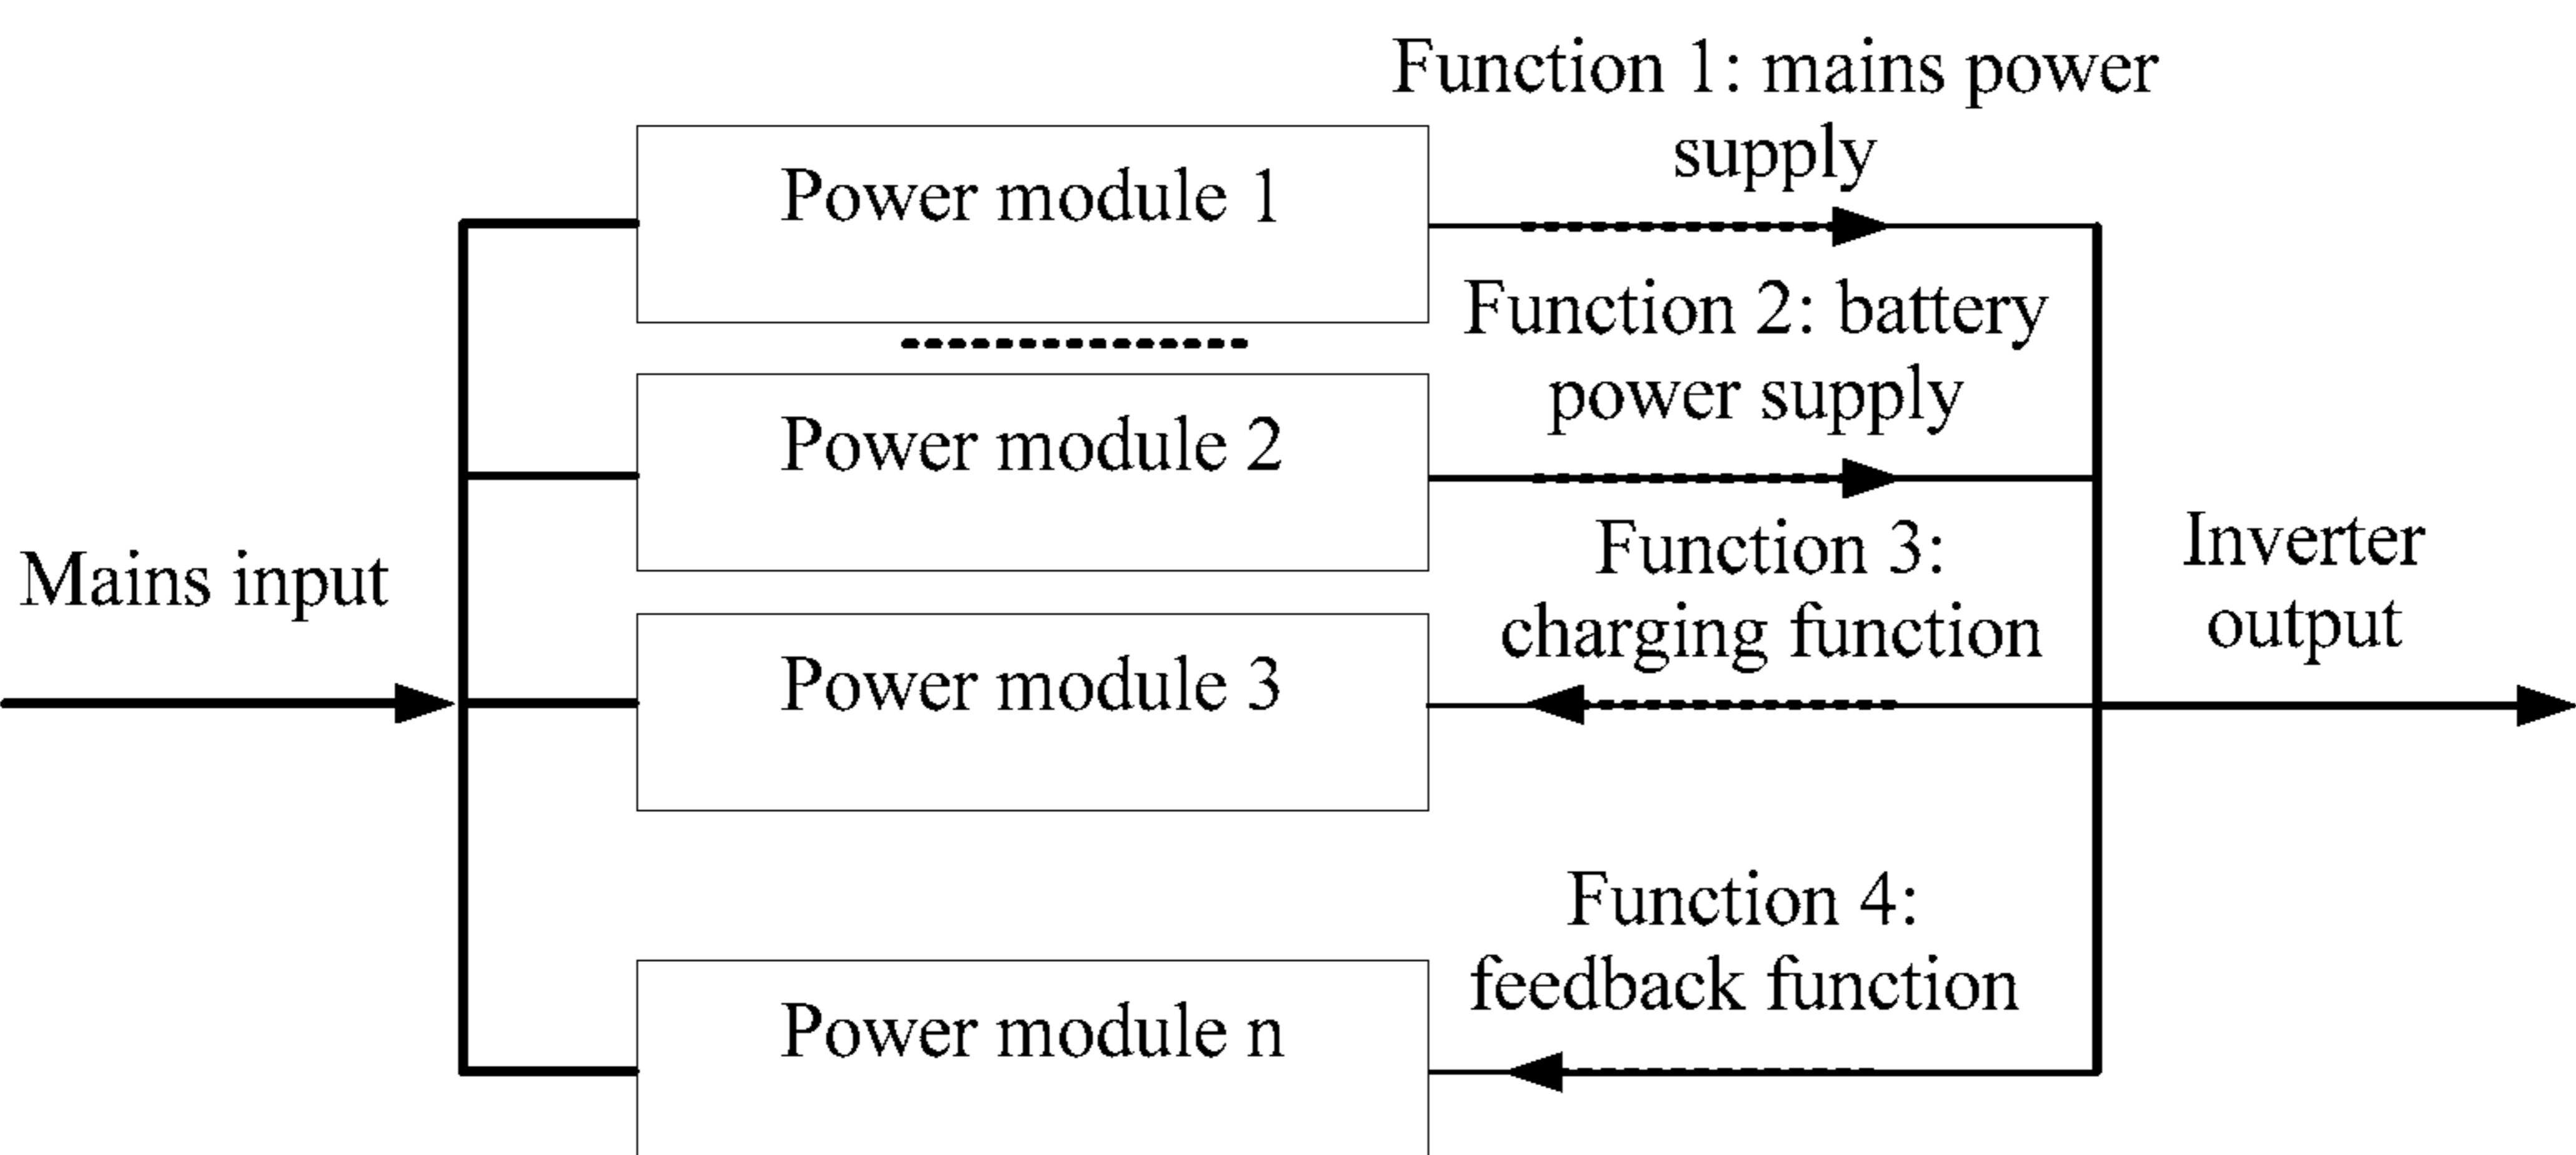 Function 1: mains power
supply
Power module 1
Function 2: battery
power supply
Power module 2
Function 3:
charging function
Inverter
output
Mains input
Power module 3
Function 4:
feedback function
Power module n